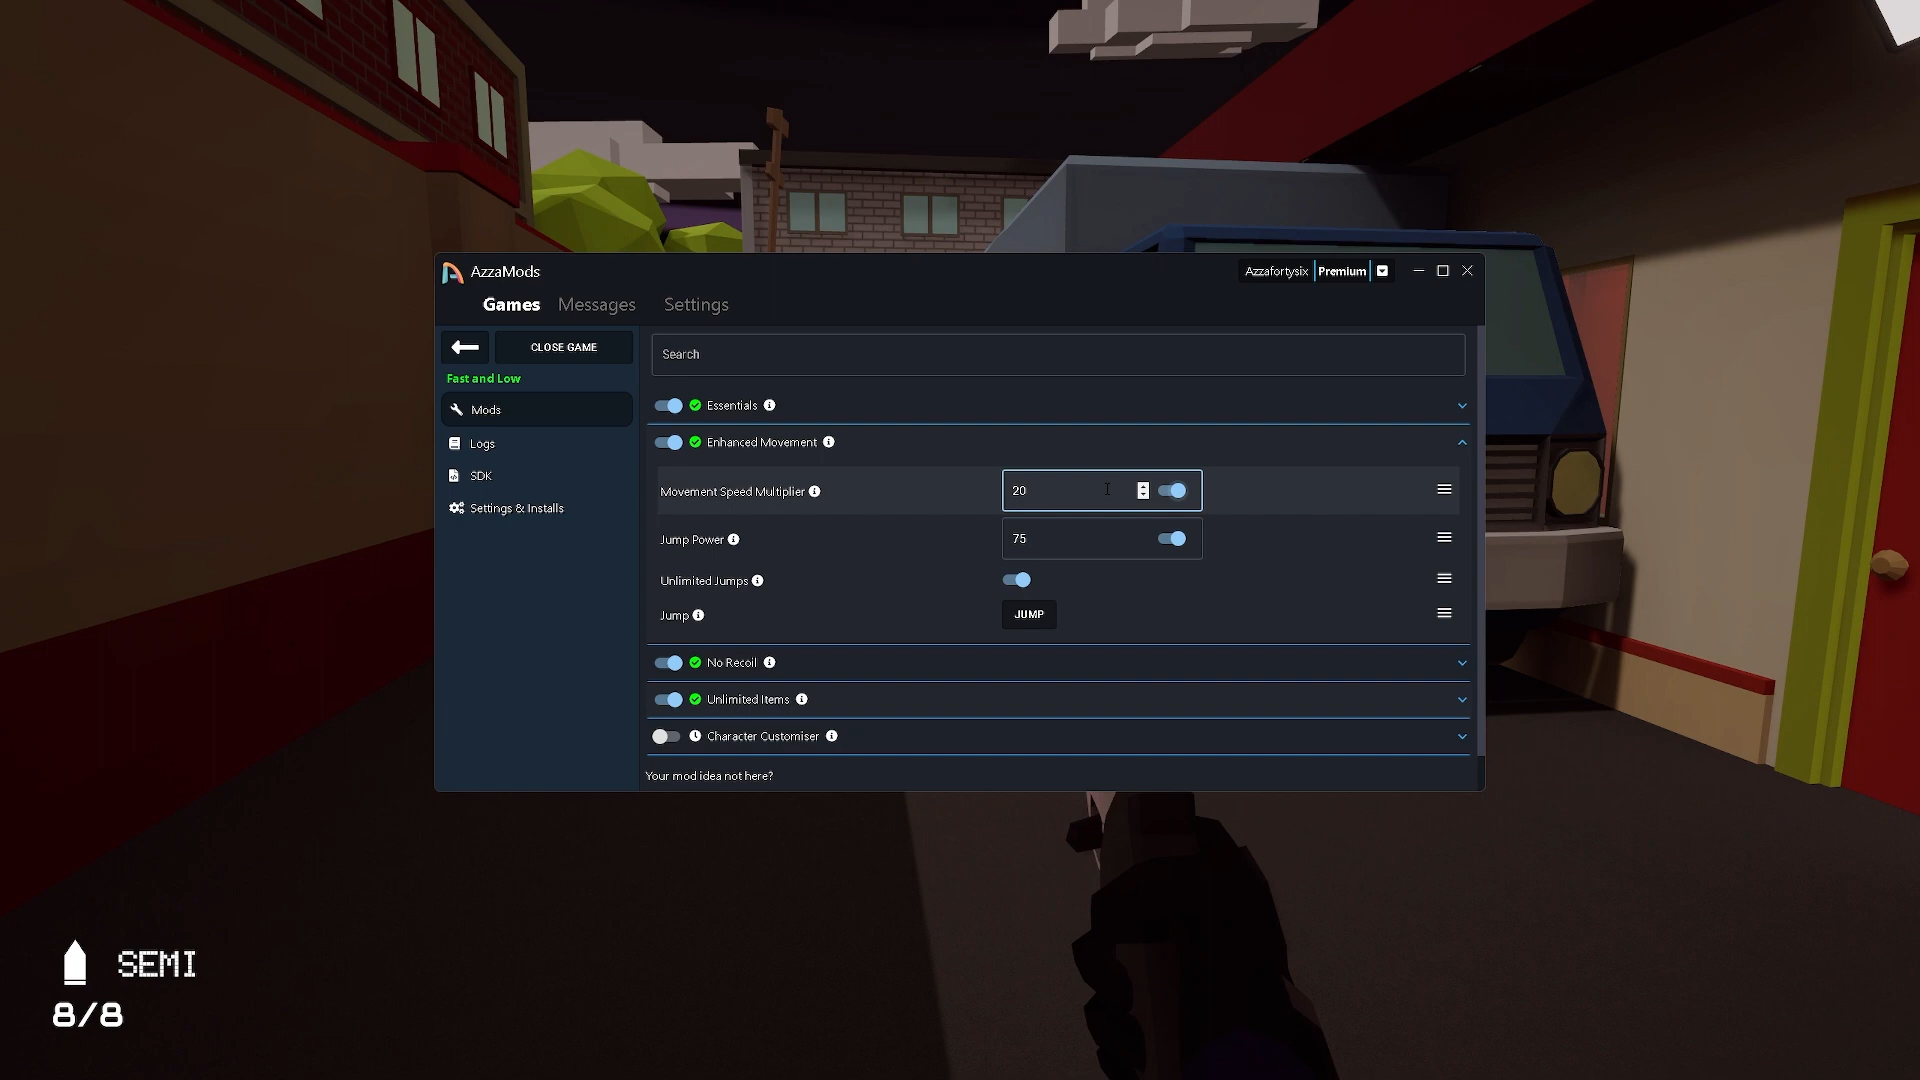 AzzaMods
Azzafortysix Premium
Games Messages Settings
CLOSE GAME
Fast and Low
Mods
Logs
SDK
Settings & Installs
Search
Essentials
Enhanced Movement
Movement Speed Multiplier 20
Jump Power 75
Unlimited Jumps
Jump JUMP
No Recoil
Unlimited Items
Character Customiser
Your mod idea not here?
SEMI
8/8